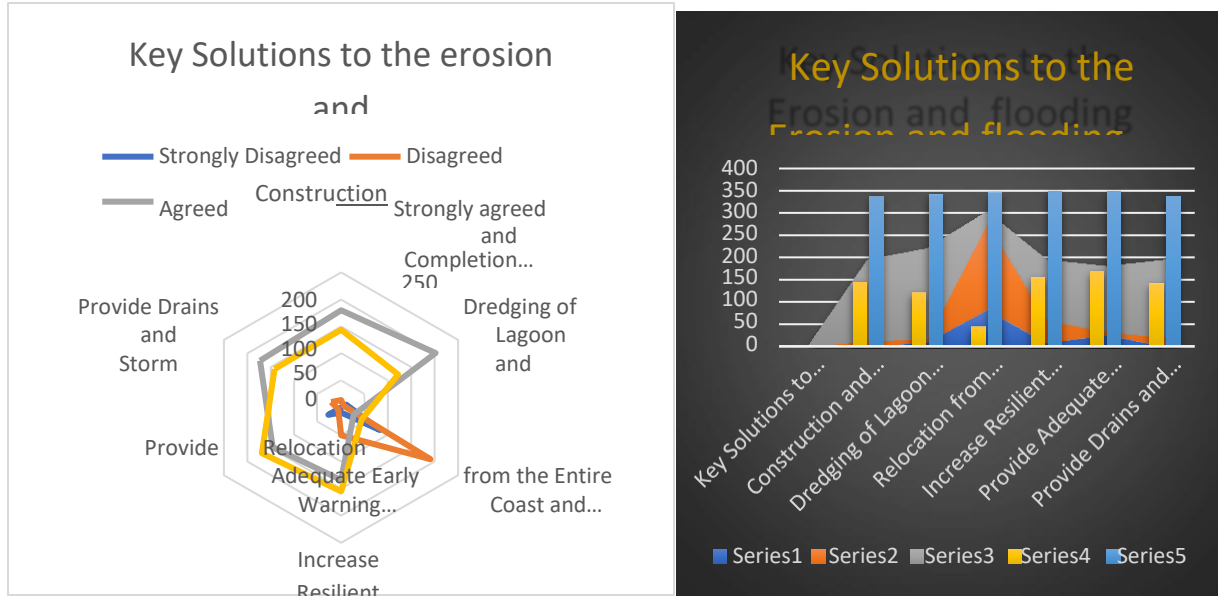 Key Solutions to the erosion
and
Strongly Disagreed
Disagreed
Agreed
Strongly agreed
Construction
and
Completion...
250
200
150
100
50
0
Dredging of
Lagoon
and
Relocation
from the Entire
Coast and...
Increase
Resilient
Provide
Adequate Early
Warning...
Provide Drains
and
Storm
Key Solutions to the
Erosion and flooding
400
350
300
250
200
150
100
50
0
Key Solutions to...
Construction and...
Dredging of Lagoon...
Relocation from...
Increase Resilient...
Provide Adequate...
Provide Drains and...
Series1
Series2
Series3
Series4
Series5